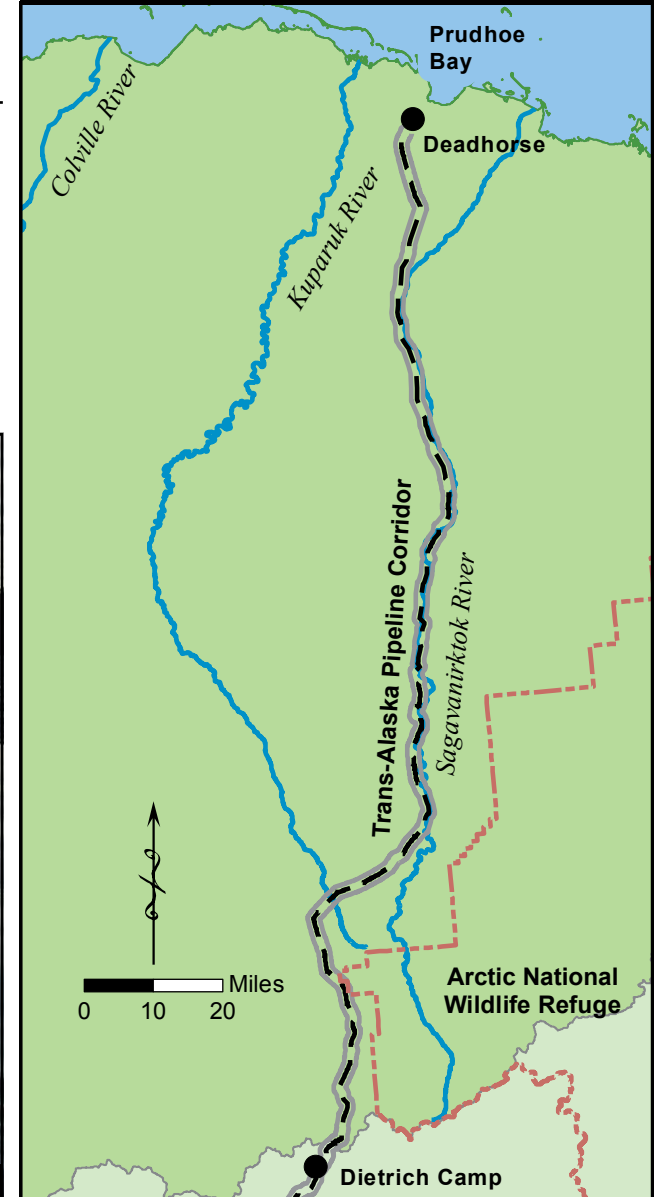 Prudhoe
Bay
Colville River
Deadhorse
Kuparuk River
Trans-Alaska Pipeline Corridor
Sagavanirktok River
Miles
0 10 20
Arctic National
Wildlife Refuge
Dietrich Camp